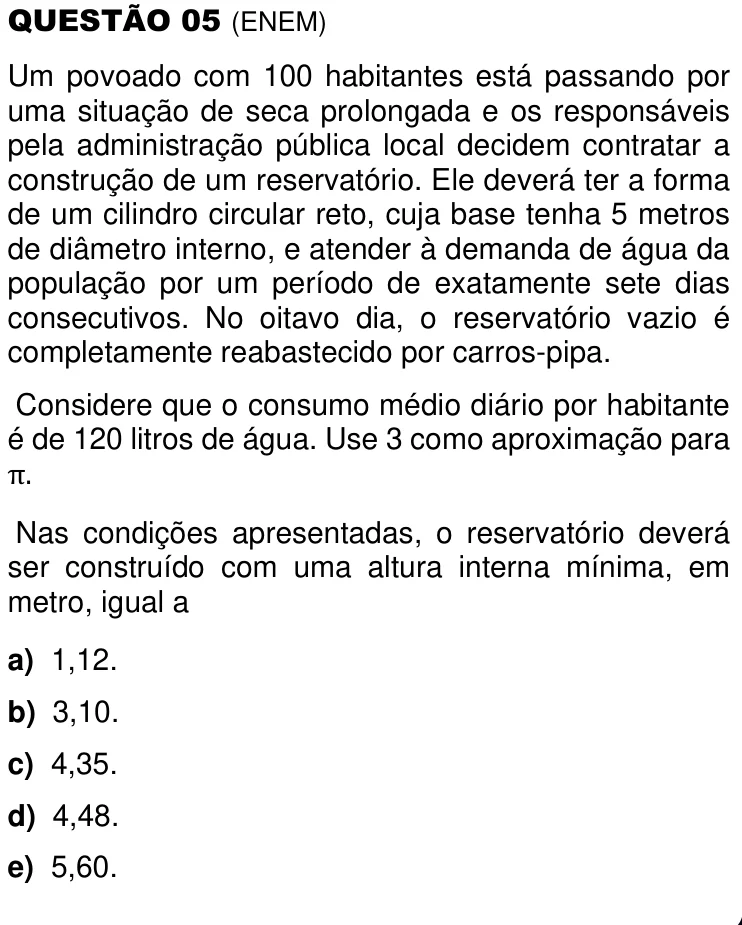 QUESTÃO 05 (ENEM)
Um povoado com 100 habitantes está passando por
uma situação de seca prolongada e os responsáveis
pela administração pública local decidem contratar a
construção de um reservatório. Ele deverá ter a forma
de um cilindro circular reto, cuja base tenha 5 metros
de diâmetro interno, e atender à demanda de água da
população por um período de exatamente sete dias
consecutivos. No oitavo dia, o reservatório vazio é
completamente reabastecido por carros-pipa.
Considere que o consumo médio diário por habitante
é de 120 litros de água. Use 3 como aproximação para
π.
Nas condições apresentadas, o reservatório deverá
ser construído com uma altura interna mínima, em
metro, igual a
a) 1,12.
b) 3,10.
c) 4,35.
d) 4,48.
e) 5,60.